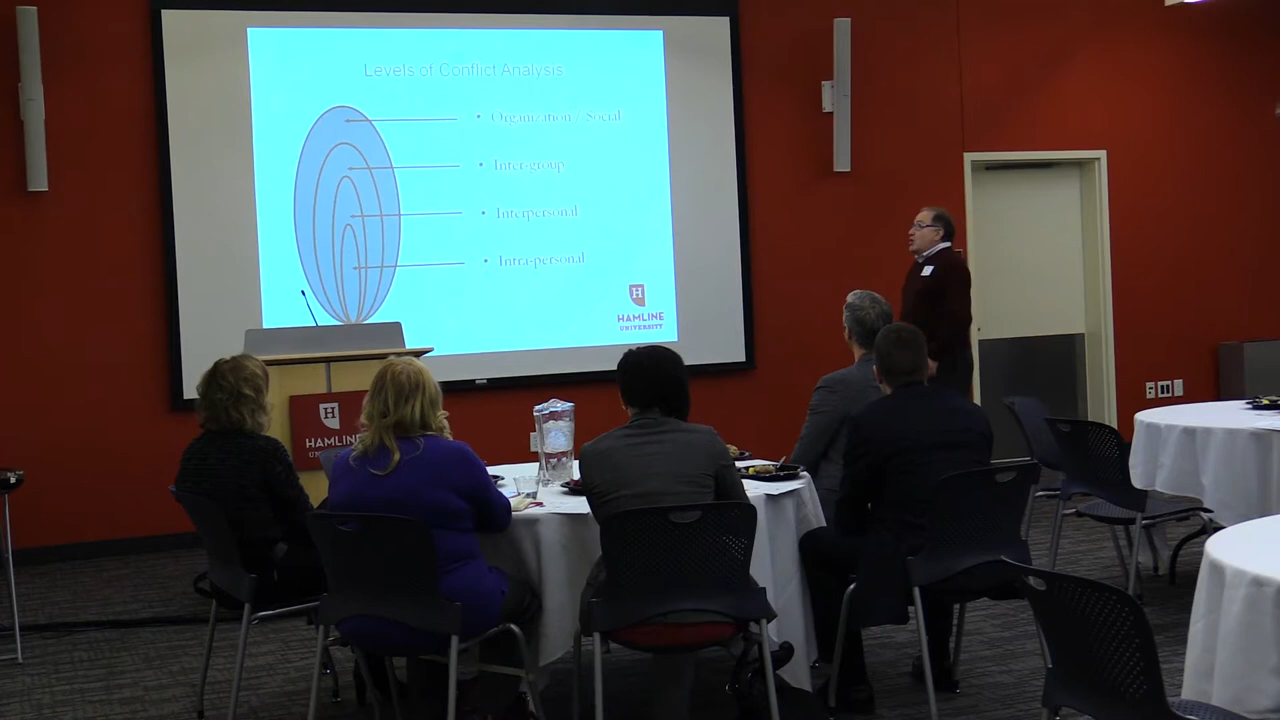 Levels of Conflict Analysis
• Organization / Social
• Inter-group
• Interpersonal
• Intra-personal
H
HAMLINE
UNIVERSITY
H
HAMLINE